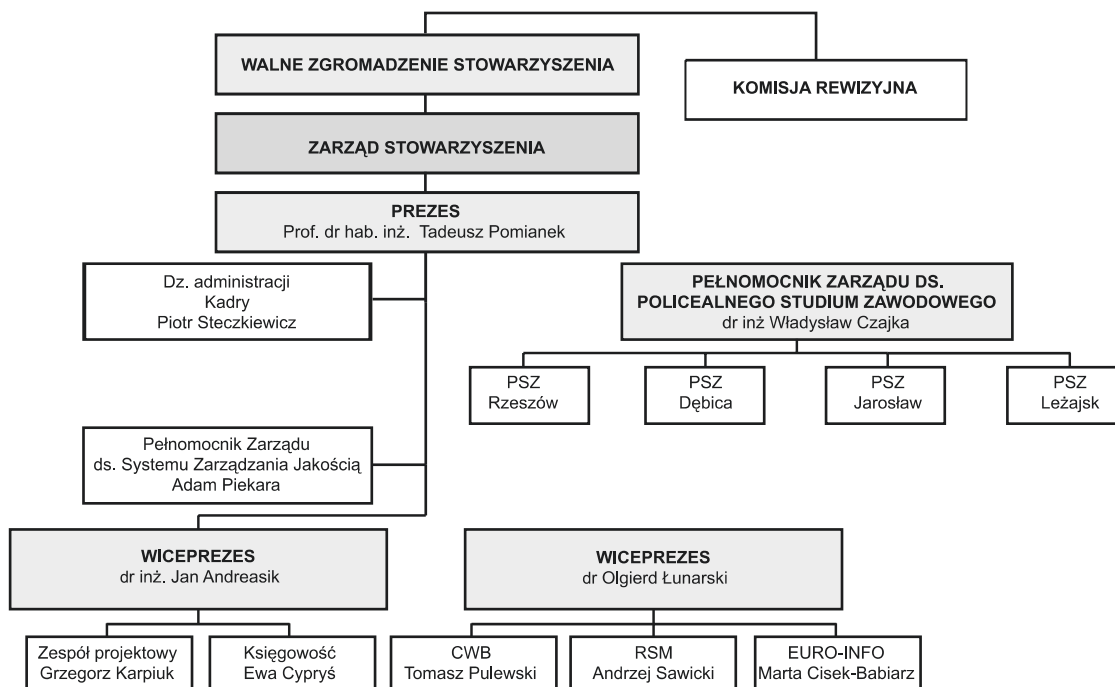 WALNE ZGROMADZENIE STOWARZYSZENIA
KOMISJA REWIZYJNA
ZARZĄD STOWARZYSZENIA
PREZES
Prof. dr hab. inż. Tadeusz Pomianek
Dz. administracji
Kadry
Piotr Steczkiewicz
PEŁNOMOCNIK ZARZĄDU DS.
POLICEALNEGO STUDIUM ZAWODOWEGO
dr inż Władysław Czajka
PSZ
Rzeszów
PSZ
Dębica
PSZ
Jarosław
PSZ
Leżajsk
Pełnomocnik Zarządu
ds. Systemu Zarządzania Jakością
Adam Piekara
WICEPREZES
dr inż. Jan Andreasik
WICEPREZES
dr Olgierd Łunarski
Zespół projektowy
Grzegorz Karpiuk
Księgowość
Ewa Cypryś
CWB
Tomasz Pulewski
RSM
Andrzej Sawicki
EURO-INFO
Marta Cisek-Babiarz